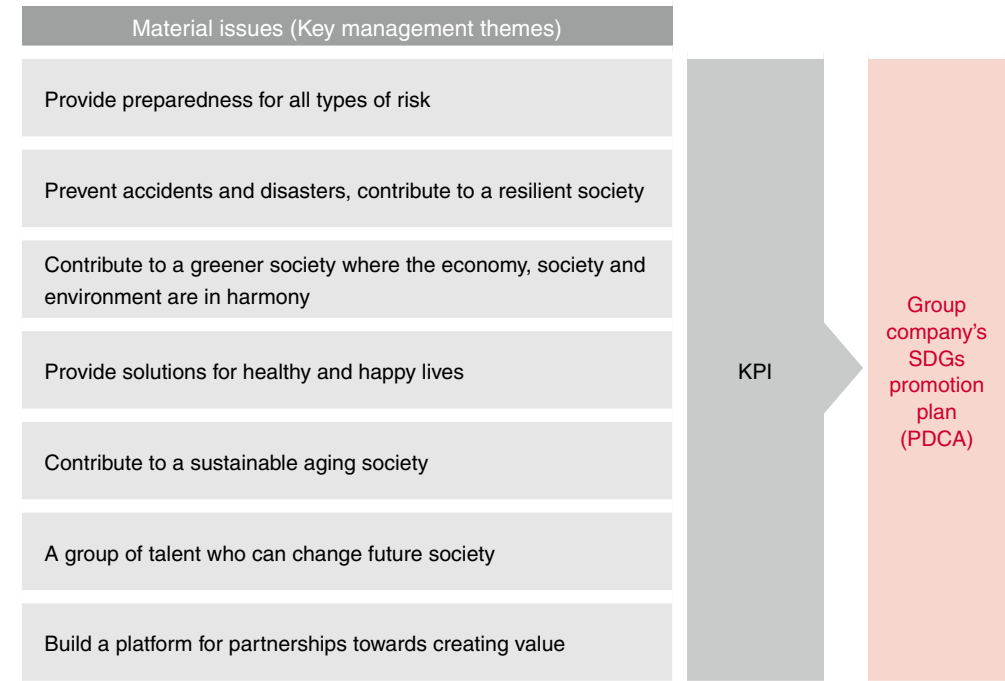 Material issues (Key management themes)
Provide preparedness for all types of risk
Prevent accidents and disasters, contribute to a resilient society
Contribute to a greener society where the economy, society and
environment are in harmony
Provide solutions for healthy and happy lives
Contribute to a sustainable aging society
A group of talent who can change future society
Build a platform for partnerships towards creating value
KPI
Group
company’s
SDGs
promotion
plan
(PDCA)